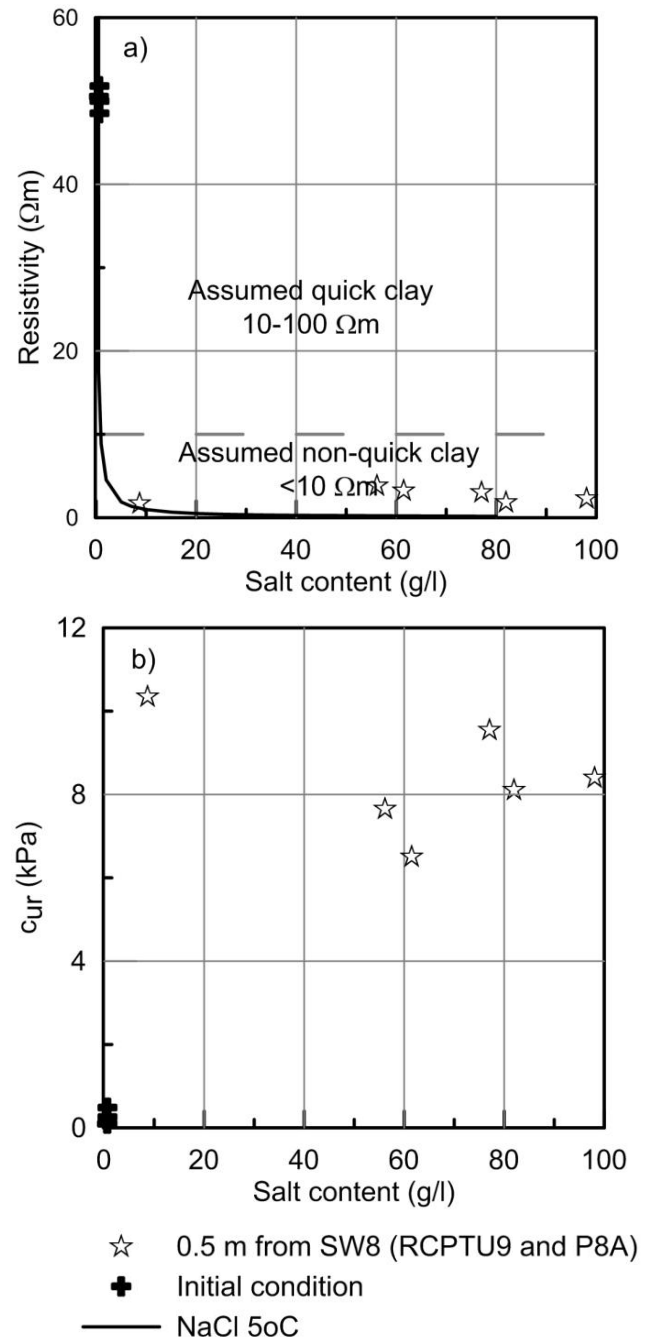 60
a)
40
Resistivity (Ωm)
Assumed quick clay
10-100 Ωm
20
Assumed non-quick clay
<10 Ωm
0
0 20 40 60 80 100
Salt content (g/l)
12
b)
8
cur (kPa)
4
0
0 20 40 60 80 100
Salt content (g/l)
0.5 m from SW8 (RCPTU9 and P8A)
Initial condition
NaCl 5oC